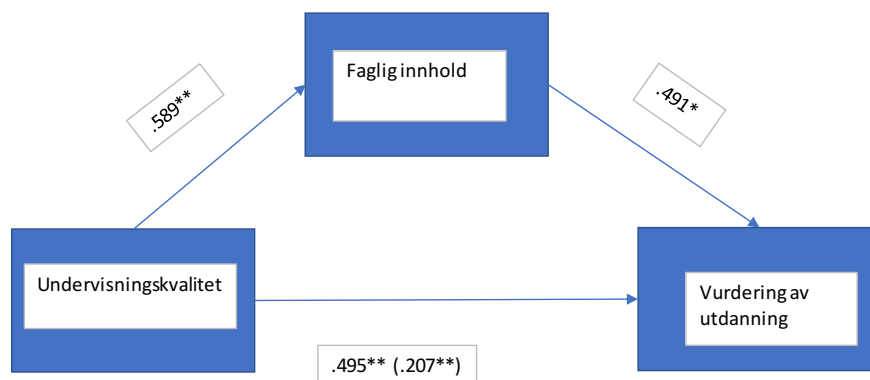 Faglig innhold
.589**
.491*
Undervisningskvalitet
Vurdering av
utdanning
.495** (.207**)